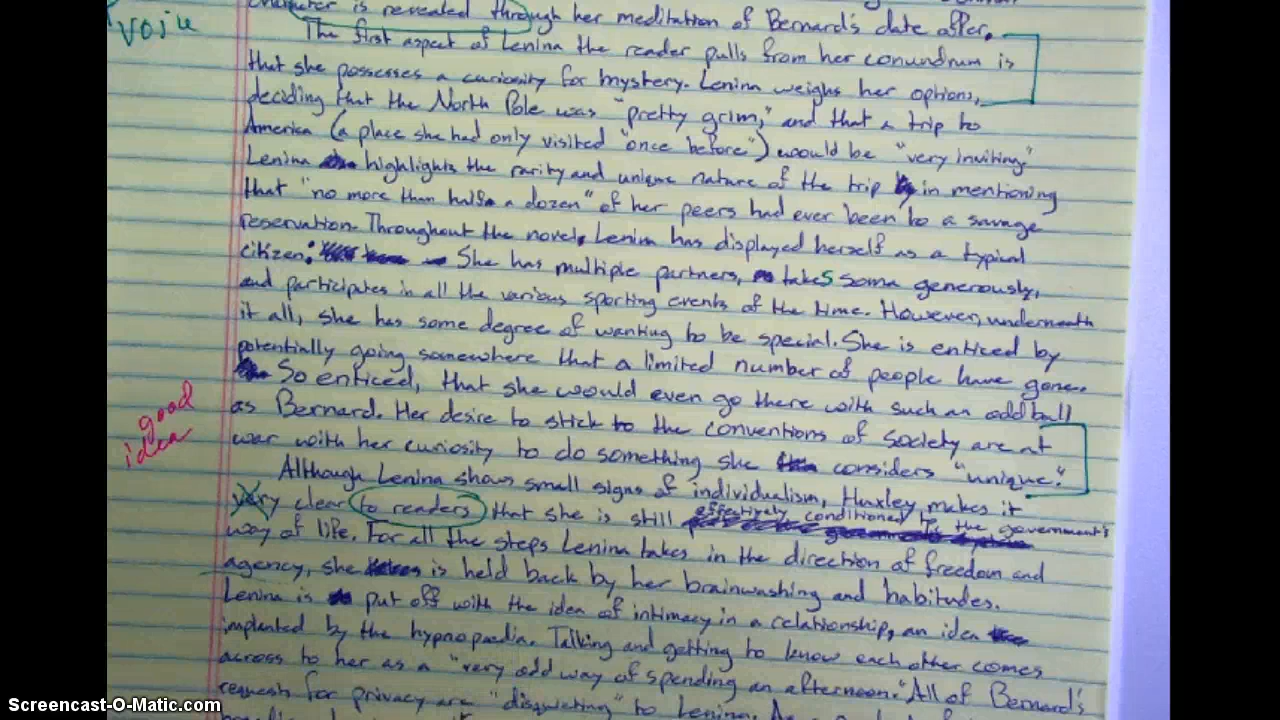 voice
character is revealed through her meditation of Bernard's date offer.
The first aspect of Lenina the reader pulls from her conundrum is
that she possesses a curiosity for mystery. Lenina weighs her options,
deciding that the North Pole was "pretty grim," and that a trip to
America (a place she had only visited "once before") would be "very inviting."
Lenina highlights the rarity and unique nature of the trip in mentioning
that "no more than half a dozen" of her peers had ever been to a savage
reservation. Throughout the novel, Lenina has displayed herself as a typical
citizen: She has multiple partners, takes soma generously,
and participates in all the various sporting events of the time. However, underneath
it all, she has some degree of wanting to be special. She is enticed by
potentially going somewhere that a limited number of people have gone.
So enticed, that she would even go there with such an odd ball
as Bernard. Her desire to stick to the conventions of society are at
good
idea
war with her curiosity to do something she considers "unique".
Although Lenina shows small signs of individualism, Huxley makes it
very clear to readers that she is still effectively conditioned to the government's
way of life. For all the steps Lenina takes in the direction of freedom and
agency, she is held back by her brainwashing and habitudes.
Lenina is put off with the idea of intimacy in a relationship, an idea
implanted by the hypnopaedia. Talking and getting to know each other comes
across to her as a "very odd way of spending an afternoon." All of Bernard's
request for privacy are "disquieting" to Lenina.
Screencast-O-Matic.com